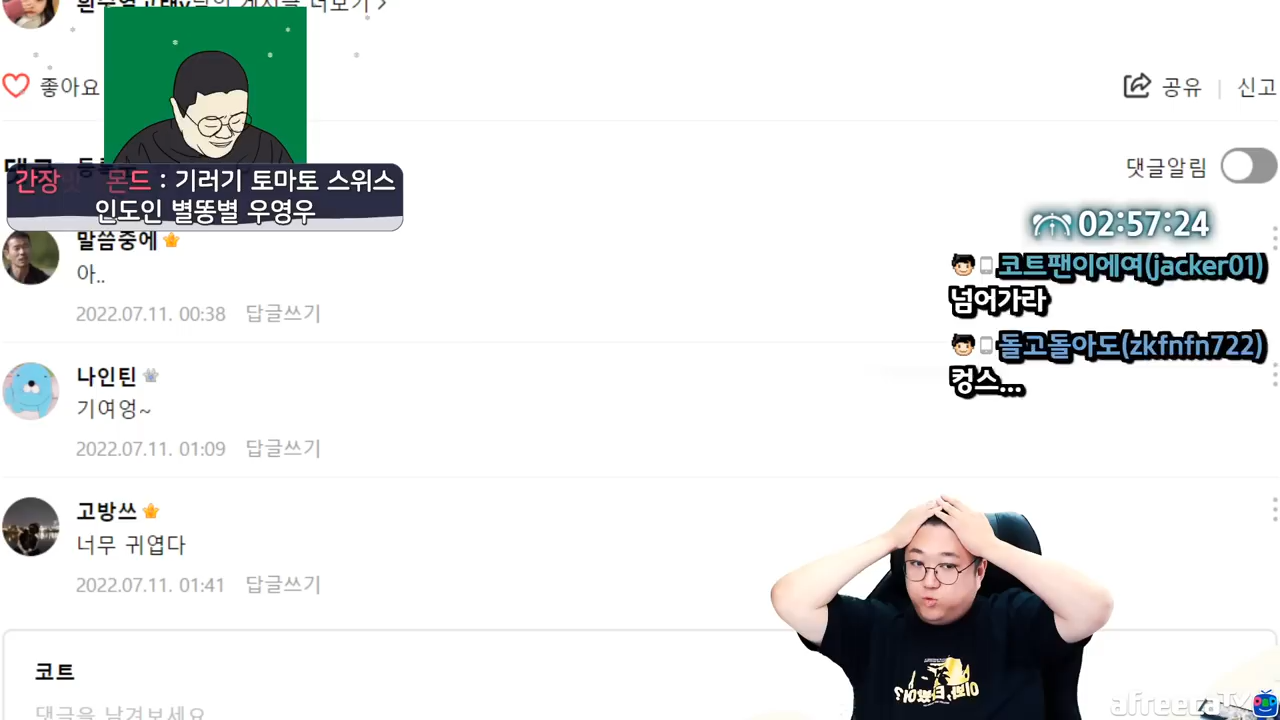 좋아요
공유
신고
댓글알림
간장 몬드 : 기러기 토마토 스위스
인도인 별똥별 우영우
02:57:24
말씀중에
아..
2022.07.11. 00:38 답글쓰기
코트팬이에여(jacker01)
넘어가라
돌고돌아도(zkfnfn722)
컹스...
나인틴
기여엉~
2022.07.11. 01:09 답글쓰기
고방쓰
너무 귀엽다
2022.07.11. 01:41 답글쓰기
코트
댓글을 남겨보세요
afreecaTV